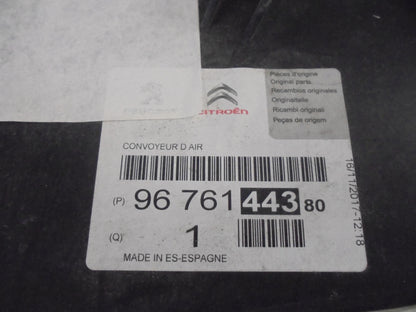 Pièces d'origine
Original parts
Recambios originales
Originalteile
Ricambi originali
Peças de origem
PEUGEOT
CITROËN
CONVOYEUR D AIR
(P) 96 761 443 80
(Q) 1
MADE IN ES-ESPAGNE
16/11/2017-12:18